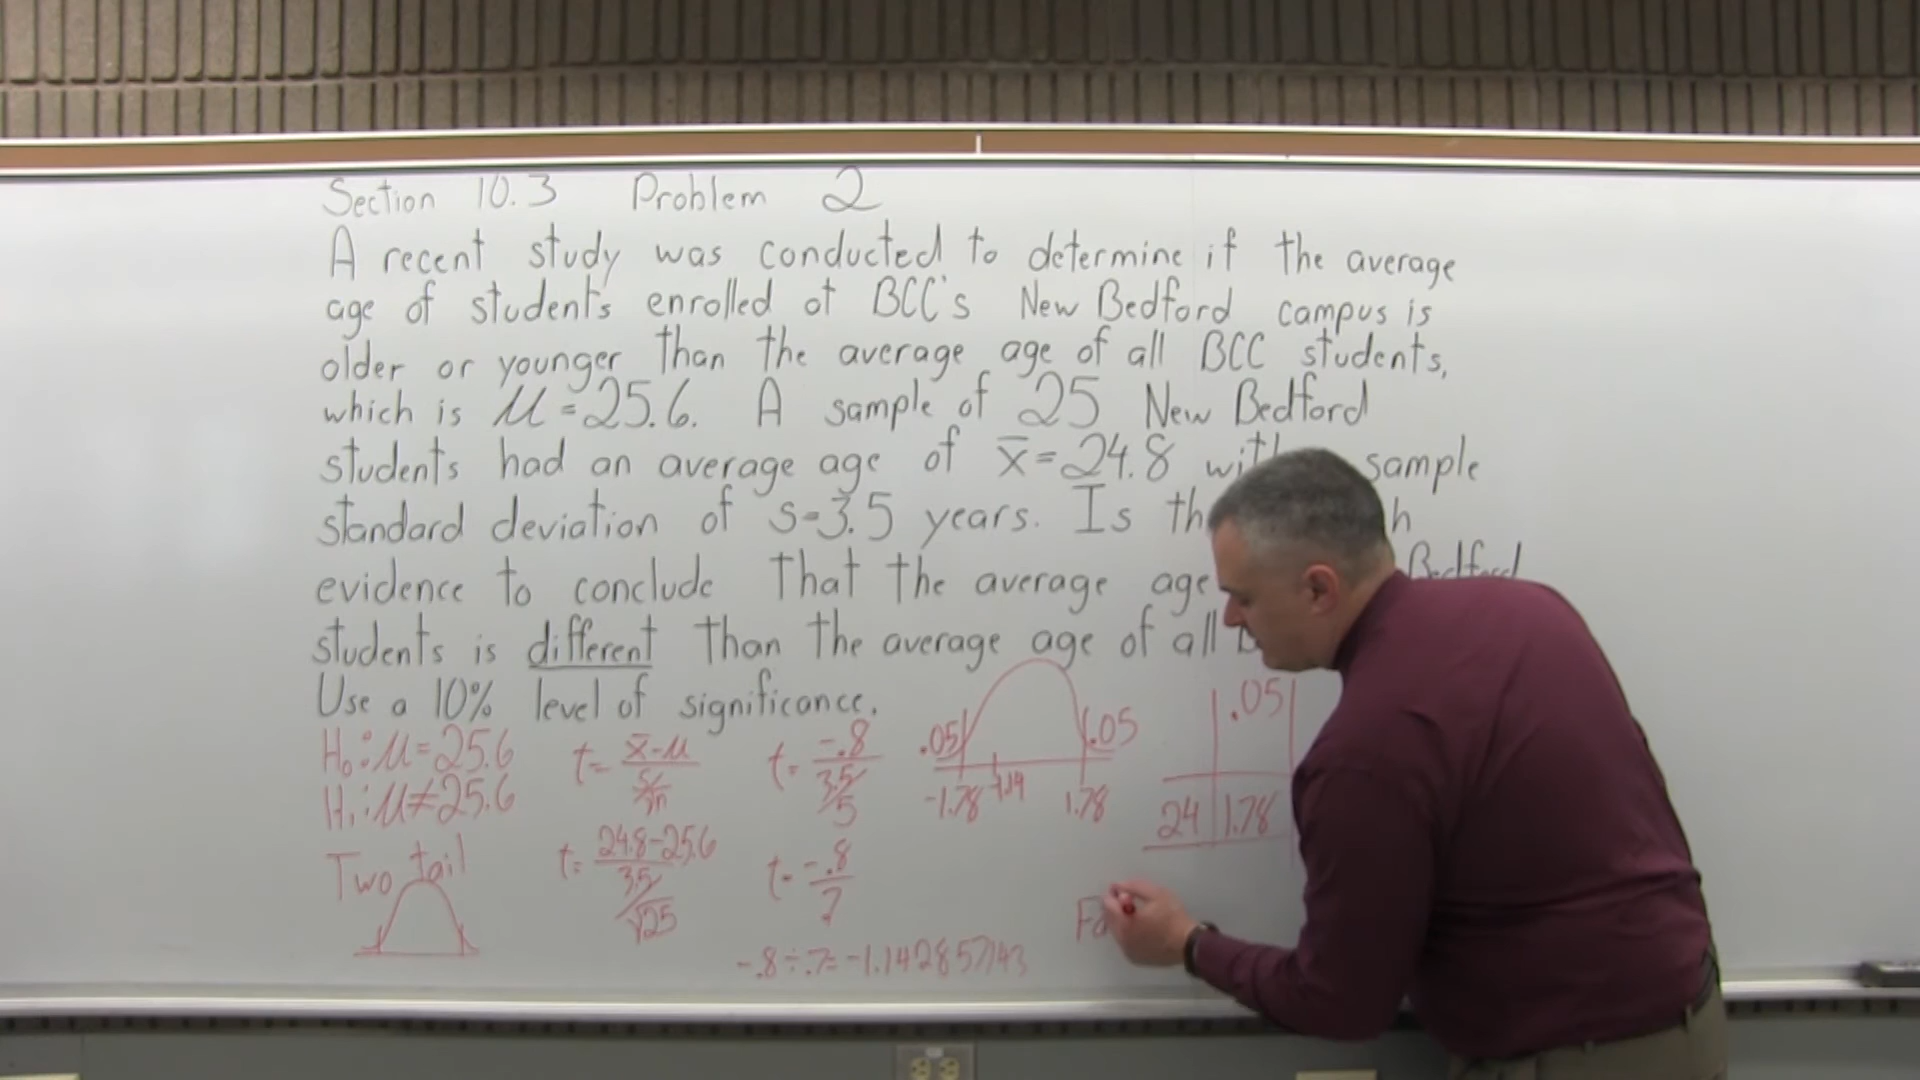 Section 10.3 Problem 2
A recent study was conducted to determine if the average
age of students enrolled at BCC's New Bedford campus is
older or younger than the average age of all BCC students,
which is μ=25.6. A sample of 25 New Bedford
students had an average age of x̄=24.8 sample
standard deviation of s=3.5 years. Is
evidence to conclude that the average age Bedford
students is different than the average age of all
Use a 10% level of significance.
H₀:μ=25.6
H₁:μ≠25.6
Two tail
t= x̄-μ / s/√n
t= 24.8-25.6 / 3.5/√25
t= -.8 / 3.5/5
t= -.8 / .7
-.8÷.7=-1.142857143
.05 .05
-1.78 -1.14 1.78
.05
24 1.78